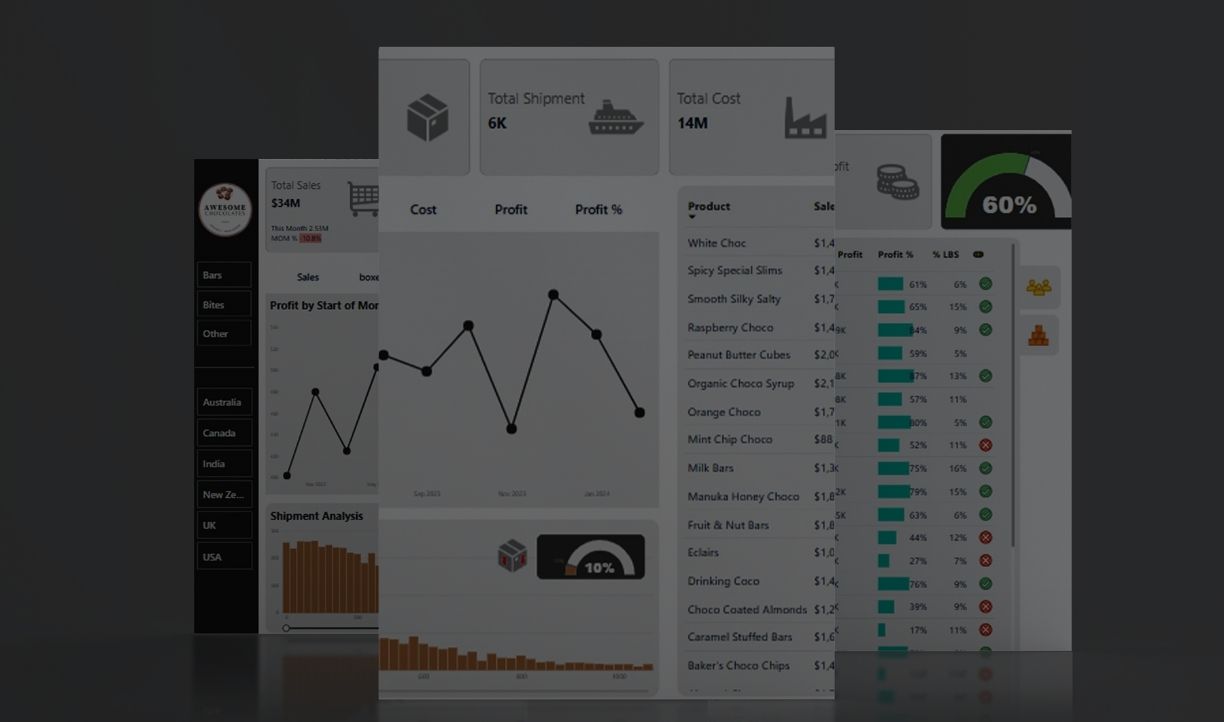 AWESOME
CHOCOLATES
Bars
Bites
Other
Australia
Canada
India
New Ze...
UK
USA
Total Sales
$34M
This Month 2.53M
MOM % -10.8%
Sales boxe
Profit by Start of Mor
Shipment Analysis
0
Total Shipment
6K
Total Cost
14M
Cost Profit Profit %
Sep 2023 Nov 2023 Jan 2024
10%
600 800 1000
Product Sale
White Choc $1,4
Spicy Special Slims $1,4
Smooth Silky Salty $1,7
Raspberry Choco $1,4
Peanut Butter Cubes $2,0
Organic Choco Syrup $2,1
Orange Choco $1,7
Mint Chip Choco $88
Milk Bars $1,3
Manuka Honey Choco $1,8
Fruit & Nut Bars $1,8
Eclairs $1,0
Drinking Coco $1,4
Choco Coated Almonds $1,2
Caramel Stuffed Bars $1,6
Baker's Choco Chips $1,4
ofit
60%
Profit Profit % % LBS
K 61% 6%
K 65% 15%
9K 84% 9%
K 59% 5%
8K 87% 13%
8K 57% 11%
1K 80% 5%
K 52% 11%
K 75% 16%
2K 79% 15%
5K 63% 6%
K 44% 12%
K 27% 7%
K 76% 9%
K 39% 9%
K 17% 11%